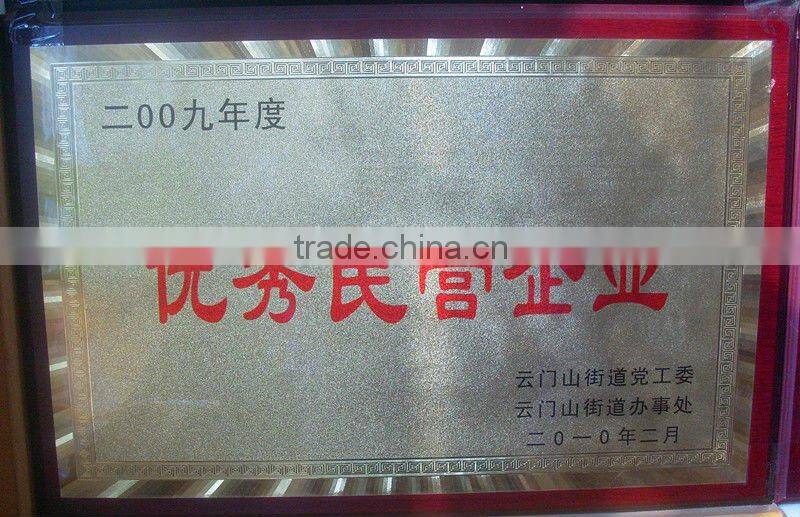 二00九年度
trade.china.cn
优秀民营企业
云门山街道党工委
云门山街道办事处
二0一0年二月